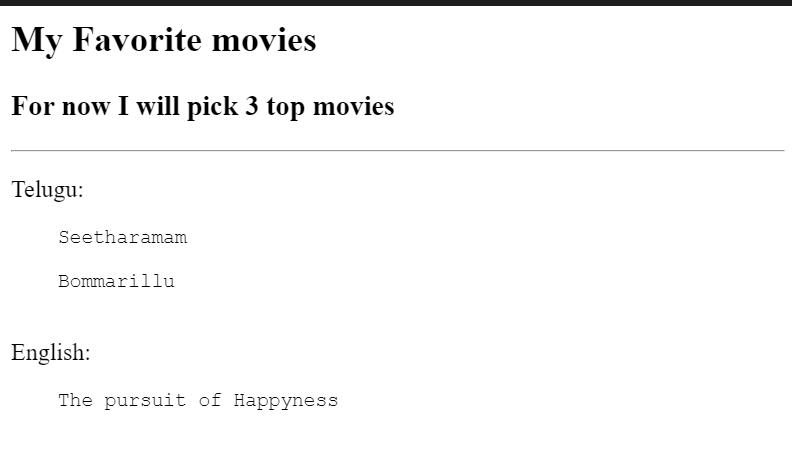 My Favorite movies
For now I will pick 3 top movies
Telugu:
Seetharamam
Bommarillu
English:
The pursuit of Happyness